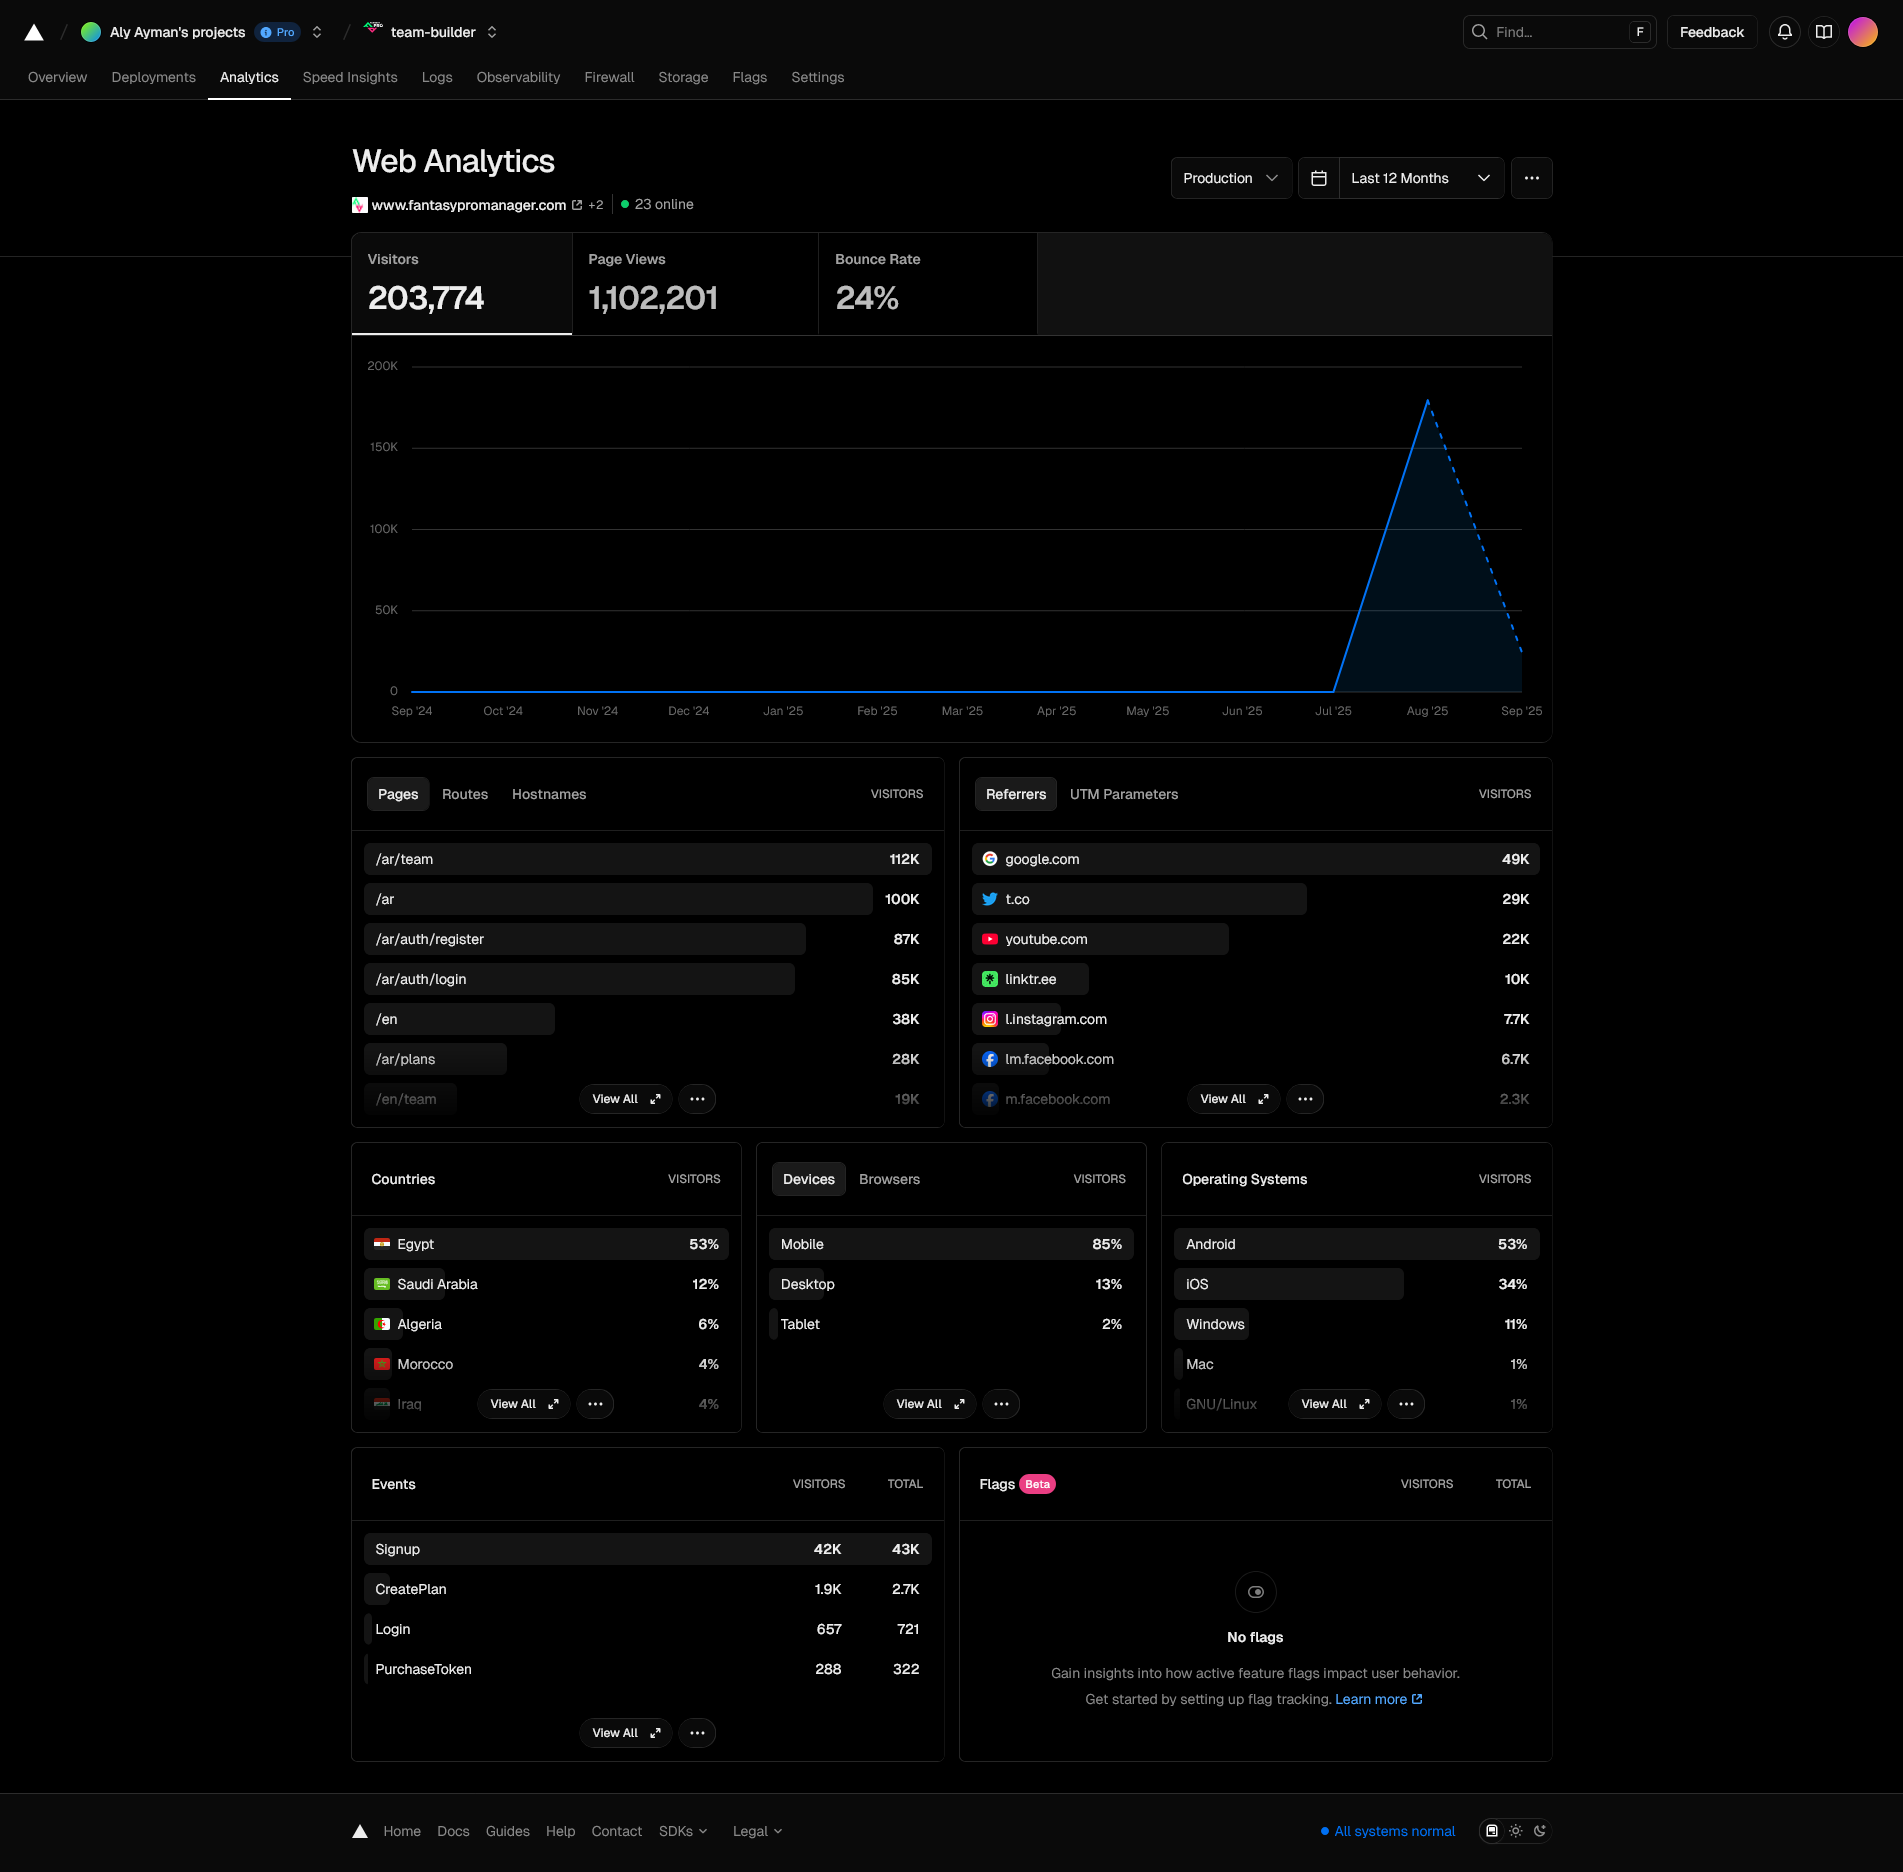 Aly Ayman's projects Pro team-builder Find... F Feedback
Overview Deployments Analytics Speed Insights Logs Observability Firewall Storage Flags Settings
Web Analytics
Production Last 12 Months
www.fantasypromanager.com +2 23 online
Visitors Page Views Bounce Rate
203,774 1,102,201 24%
200K
150K
100K
50K
0
Sep '24 Oct '24 Nov '24 Dec '24 Jan '25 Feb '25 Mar '25 Apr '25 May '25 Jun '25 Jul '25 Aug '25 Sep '25
Pages Routes Hostnames VISITORS
/ar/team 112K
/ar 100K
/ar/auth/register 87K
/ar/auth/login 85K
/en 38K
/ar/plans 28K
/en/team 19K
View All
Referrers UTM Parameters VISITORS
google.com 49K
t.co 29K
youtube.com 22K
linktr.ee 10K
l.instagram.com 7.7K
lm.facebook.com 6.7K
m.facebook.com 2.3K
View All
Countries VISITORS
Egypt 53%
Saudi Arabia 12%
Algeria 6%
Morocco 4%
Iraq 4%
View All
Devices Browsers VISITORS
Mobile 85%
Desktop 13%
Tablet 2%
View All
Operating Systems VISITORS
Android 53%
iOS 34%
Windows 11%
Mac 1%
GNU/Linux 1%
View All
Events VISITORS TOTAL
Signup 42K 43K
CreatePlan 1.9K 2.7K
Login 657 721
PurchaseToken 288 322
View All
Flags Beta VISITORS TOTAL
No flags
Gain insights into how active feature flags impact user behavior.
Get started by setting up flag tracking. Learn more
Home Docs Guides Help Contact SDKs Legal All systems normal